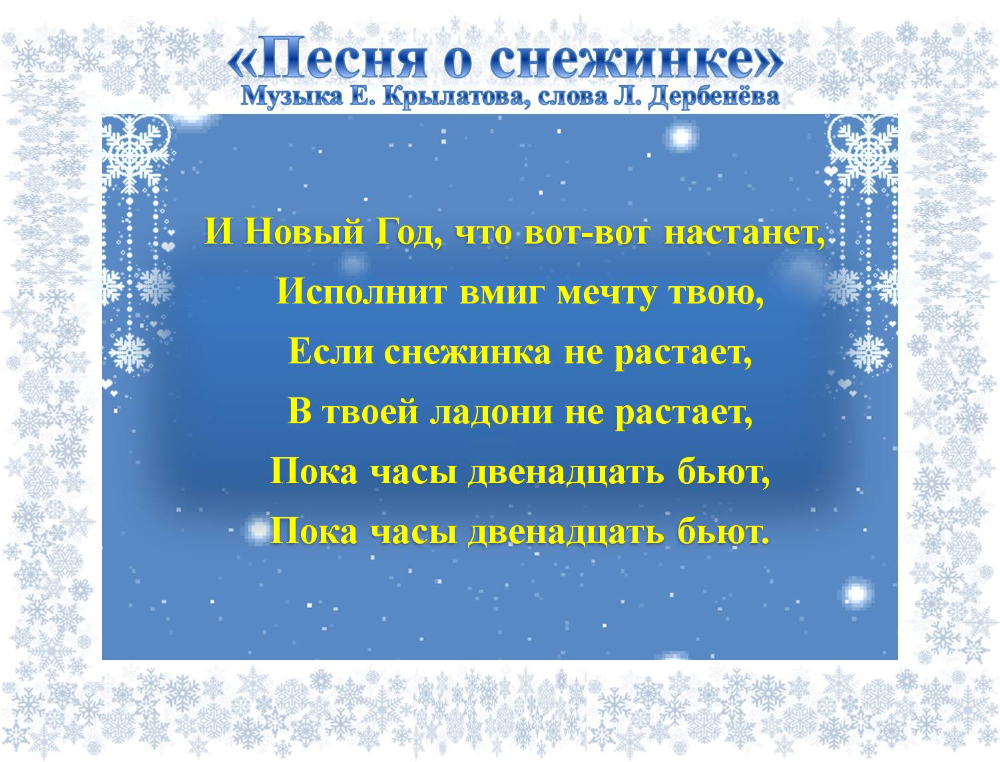 «Песня о снежинке»
Музыка Е. Крылатова, слова Л. Дербенёва
И Новый Год, что вот-вот настанет,
Исполнит вмиг мечту твою,
Если снежинка не растает,
В твоей ладони не растает,
Пока часы двенадцать бьют,
Пока часы двенадцать бьют.